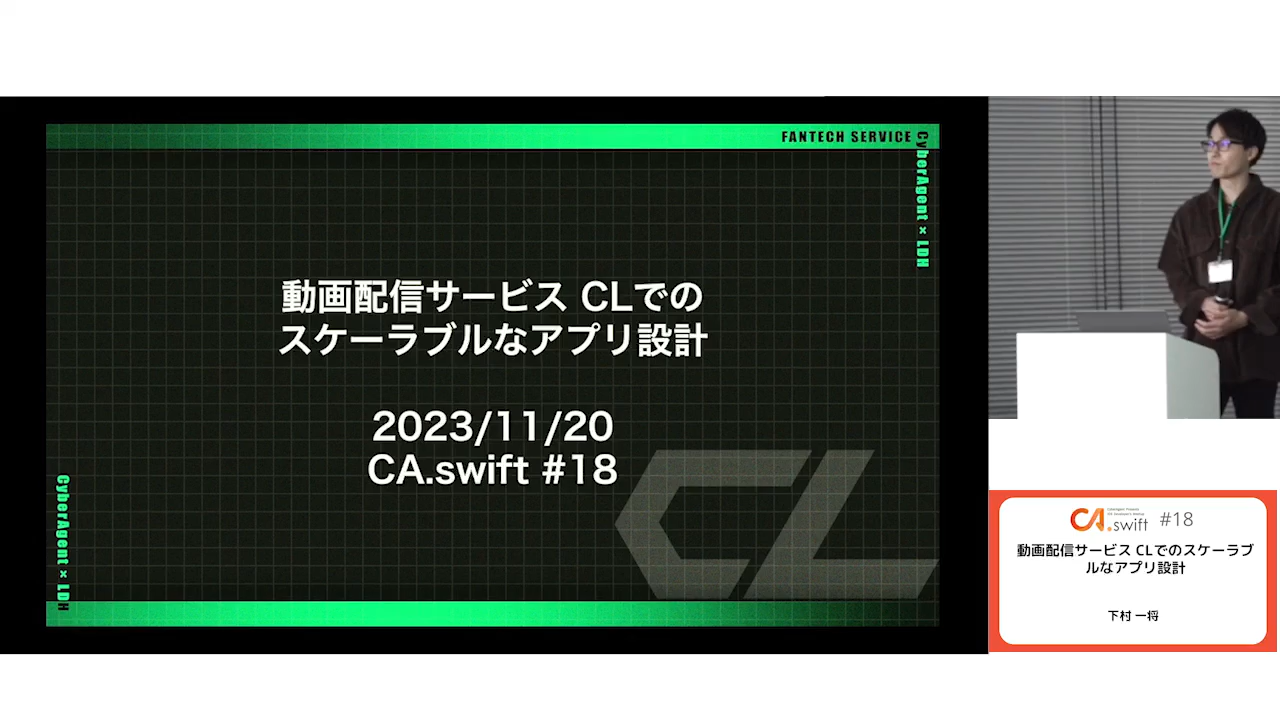 FANTECH SERVICE
CyberAgent × LDH
動画配信サービス CLでの
スケーラブルなアプリ設計
2023/11/20
CA.swift #18
CL
CyberAgent × LDH
CA.swift #18
動画配信サービス CLでのスケーラブ
ルなアプリ設計
下村 一将